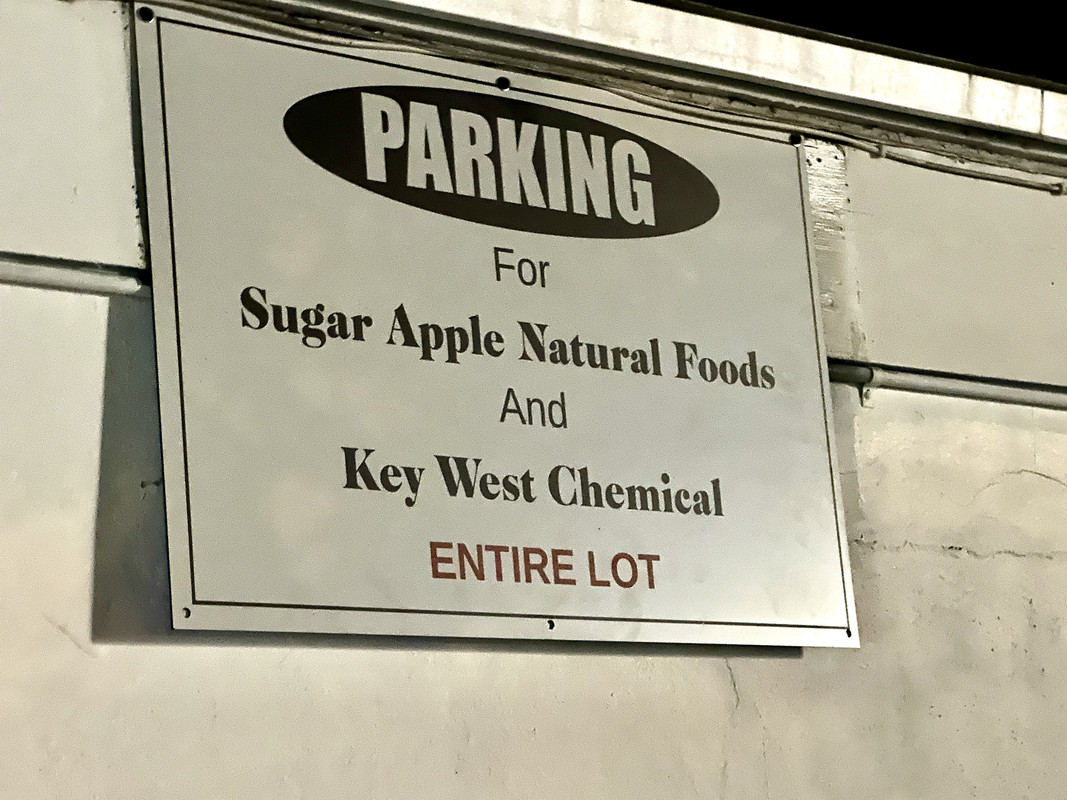 PARKING
For
Sugar Apple Natural Foods
And
Key West Chemical
ENTIRE LOT